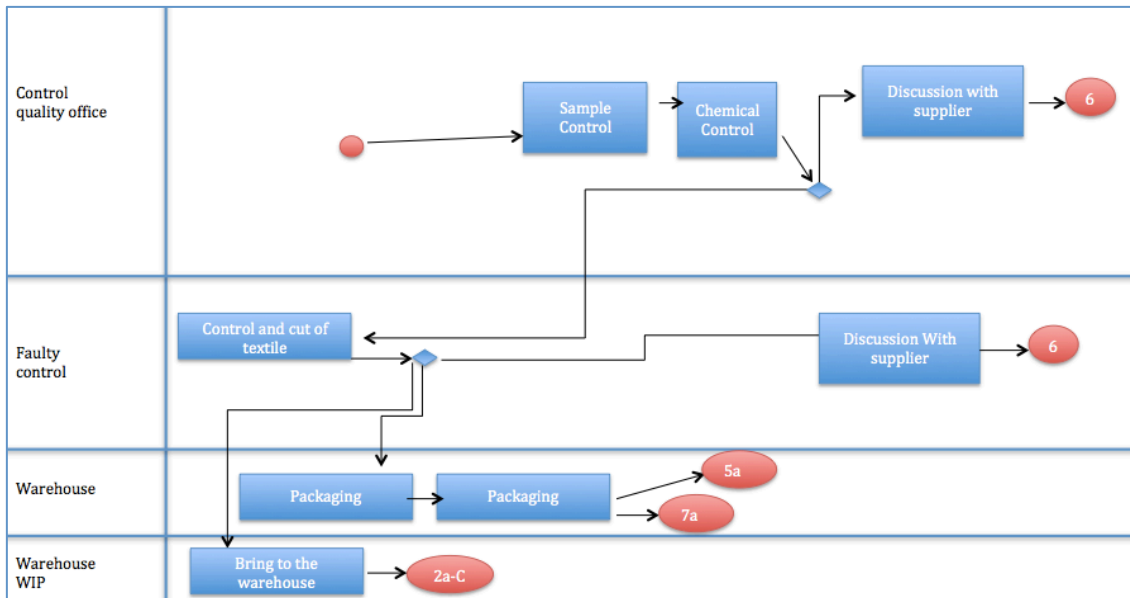 Control
quality office
Sample
Control
Chemical
Control
Discussion with
supplier
6
Faulty
control
Control and cut of
textile
Discussion With
supplier
6
Warehouse
Packaging
Packaging
5a
7a
Warehouse
WIP
Bring to the
warehouse
2a-C